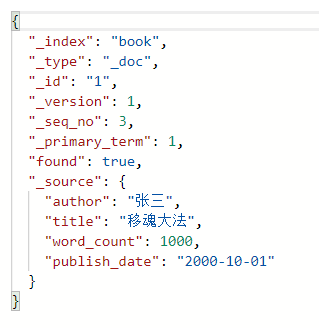 {
  "_index": "book",
  "_type": "_doc",
  "_id": "1",
  "_version": 1,
  "_seq_no": 3,
  "_primary_term": 1,
  "found": true,
  "_source": {
    "author": "张三",
    "title": "移魂大法",
    "word_count": 1000,
    "publish_date": "2000-10-01"
  }
}